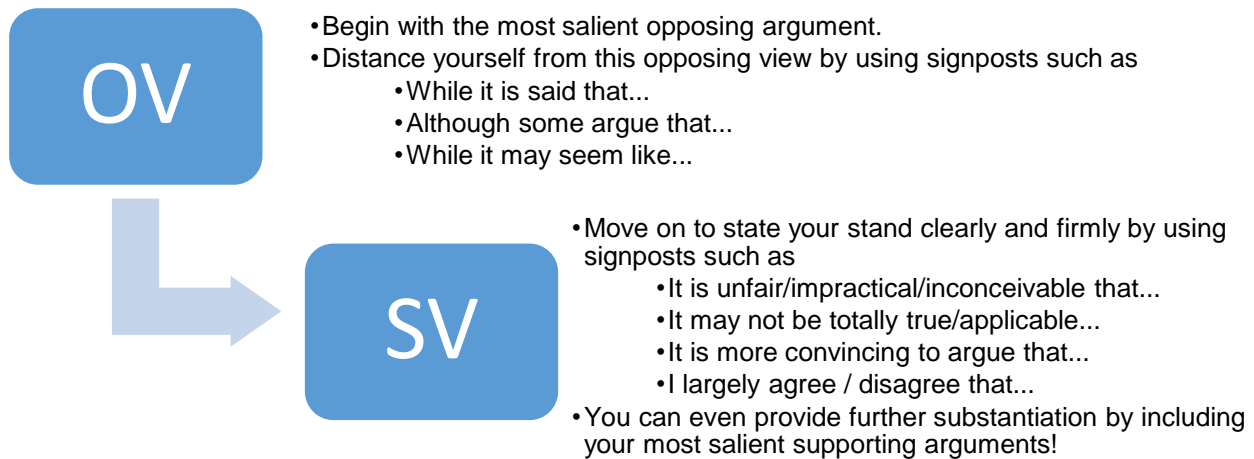 OV
•Begin with the most salient opposing argument.
•Distance yourself from this opposing view by using signposts such as
•While it is said that...
•Although some argue that...
•While it may seem like...
SV
•Move on to state your stand clearly and firmly by using
signposts such as
•It is unfair/impractical/inconceivable that...
•It may not be totally true/applicable...
•It is more convincing to argue that...
•I largely agree / disagree that...
•You can even provide further substantiation by including
your most salient supporting arguments!